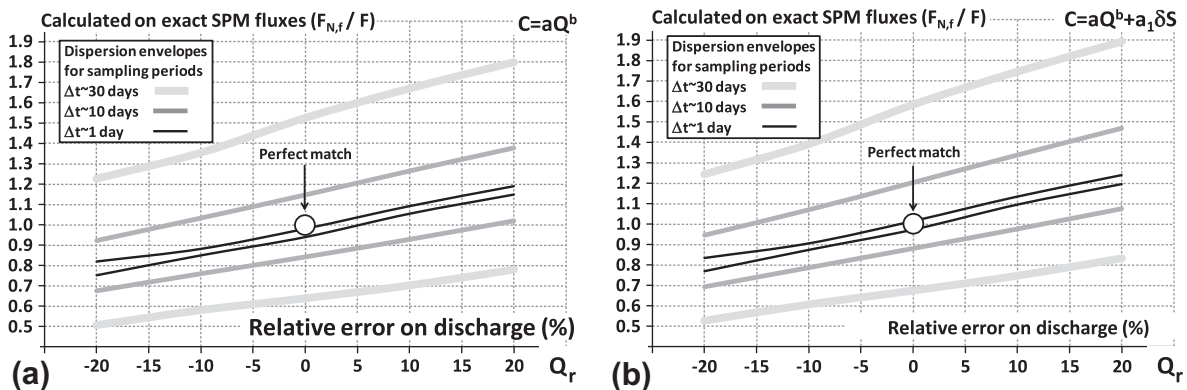 Calculated on exact SPM fluxes (F_N,f / F)
C=aQ^b
1.9
1.8
1.7
1.6
1.5
1.4
1.3
1.2
1.1
1.0
0.9
0.8
0.7
0.6
0.5
Dispersion envelopes
for sampling periods
Δt~30 days
Δt~10 days
Δt~1 day
Perfect match
Relative error on discharge (%)
-20 -15 -10 -5 0 5 10 15 20
Q_r
(a)
Calculated on exact SPM fluxes (F_N,f / F)
C=aQ^b+a_1δS
1.9
1.8
1.7
1.6
1.5
1.4
1.3
1.2
1.1
1.0
0.9
0.8
0.7
0.6
0.5
Dispersion envelopes
for sampling periods
Δt~30 days
Δt~10 days
Δt~1 day
Perfect match
Relative error on discharge (%)
-20 -15 -10 -5 0 5 10 15 20
Q_r
(b)